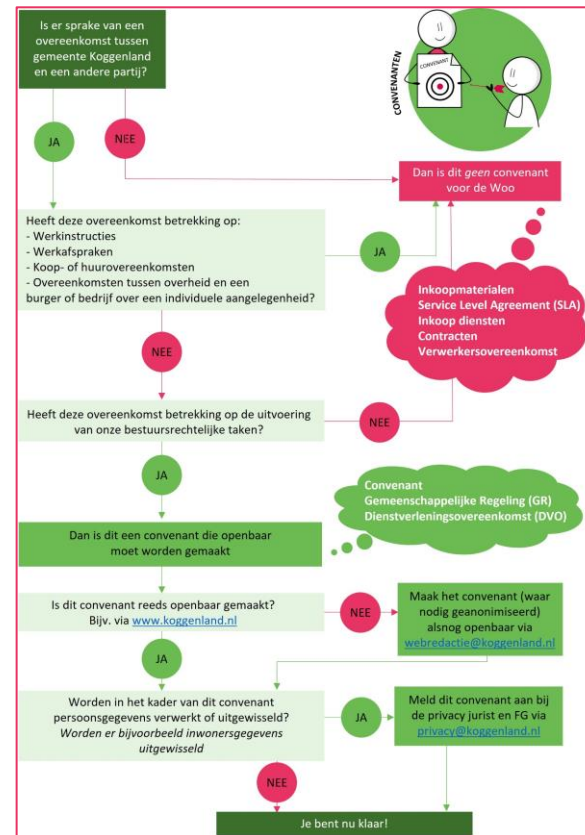 Is er sprake van een
overeenkomst tussen
gemeente Koggenland
en een andere partij?
CONVENANTEN
CONVENANT
JA
NEE
Dan is dit geen convenant
voor de Woo
Heeft deze overeenkomst betrekking op:
- Werkinstructies
- Werkafspraken
- Koop- of huurovereenkomsten
- Overeenkomsten tussen overheid en een
burger of bedrijf over een individuele aangelegenheid?
JA
Inkoopmaterialen
Service Level Agreement (SLA)
Inkoop diensten
Contracten
Verwerkersovereenkomst
NEE
Heeft deze overeenkomst betrekking op de uitvoering
van onze bestuursrechtelijke taken?
NEE
JA
Convenant
Gemeenschappelijke Regeling (GR)
Dienstverleningsovereenkomst (DVO)
Dan is dit een convenant die openbaar
moet worden gemaakt
Is dit convenant reeds openbaar gemaakt?
Bijv. via www.koggenland.nl
NEE
Maak het convenant (waar
nodig geanonimiseerd)
alsnog openbaar via
webredactie@koggenland.nl
JA
Worden in het kader van dit convenant
persoonsgegevens verwerkt of uitgewisseld?
Worden er bijvoorbeeld inwonersgegevens
uitgewisseld
JA
Meld dit convenant aan bij
de privacy jurist en FG via
privacy@koggenland.nl
NEE
Je bent nu klaar!